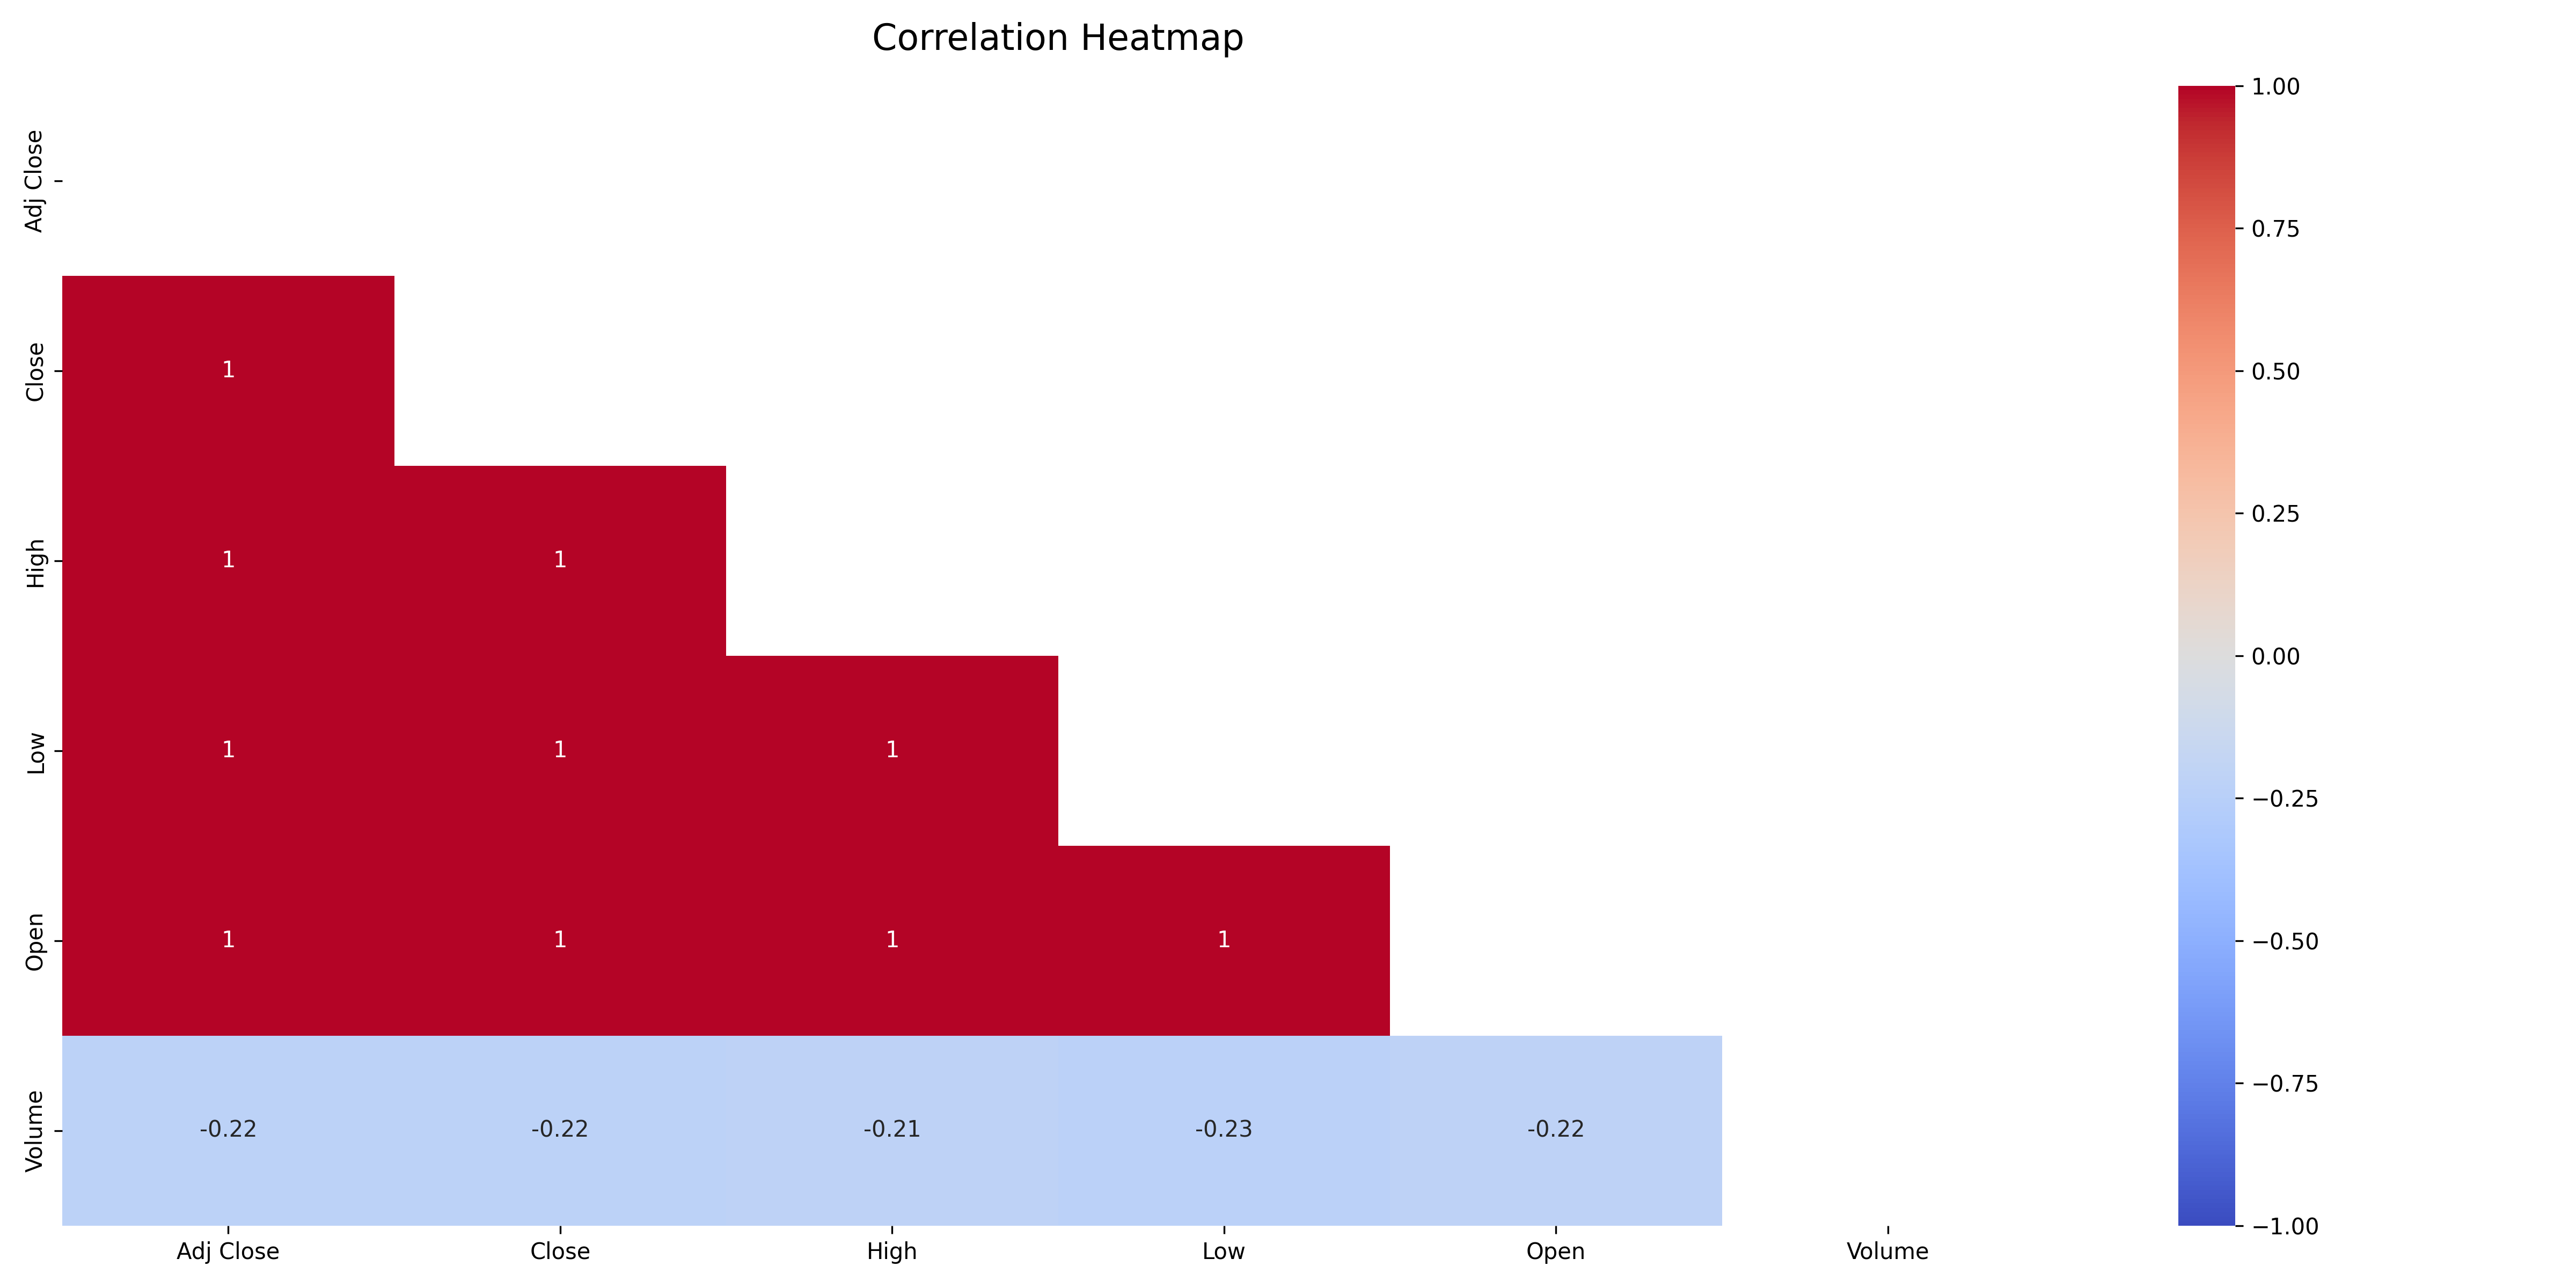 Correlation Heatmap
Adj Close
Close
1
High
1 1
Low
1 1 1
Open
1 1 1 1
Volume
-0.22 -0.22 -0.21 -0.23 -0.22
Adj Close Close High Low Open Volume
1.00
0.75
0.50
0.25
0.00
−0.25
−0.50
−0.75
−1.00